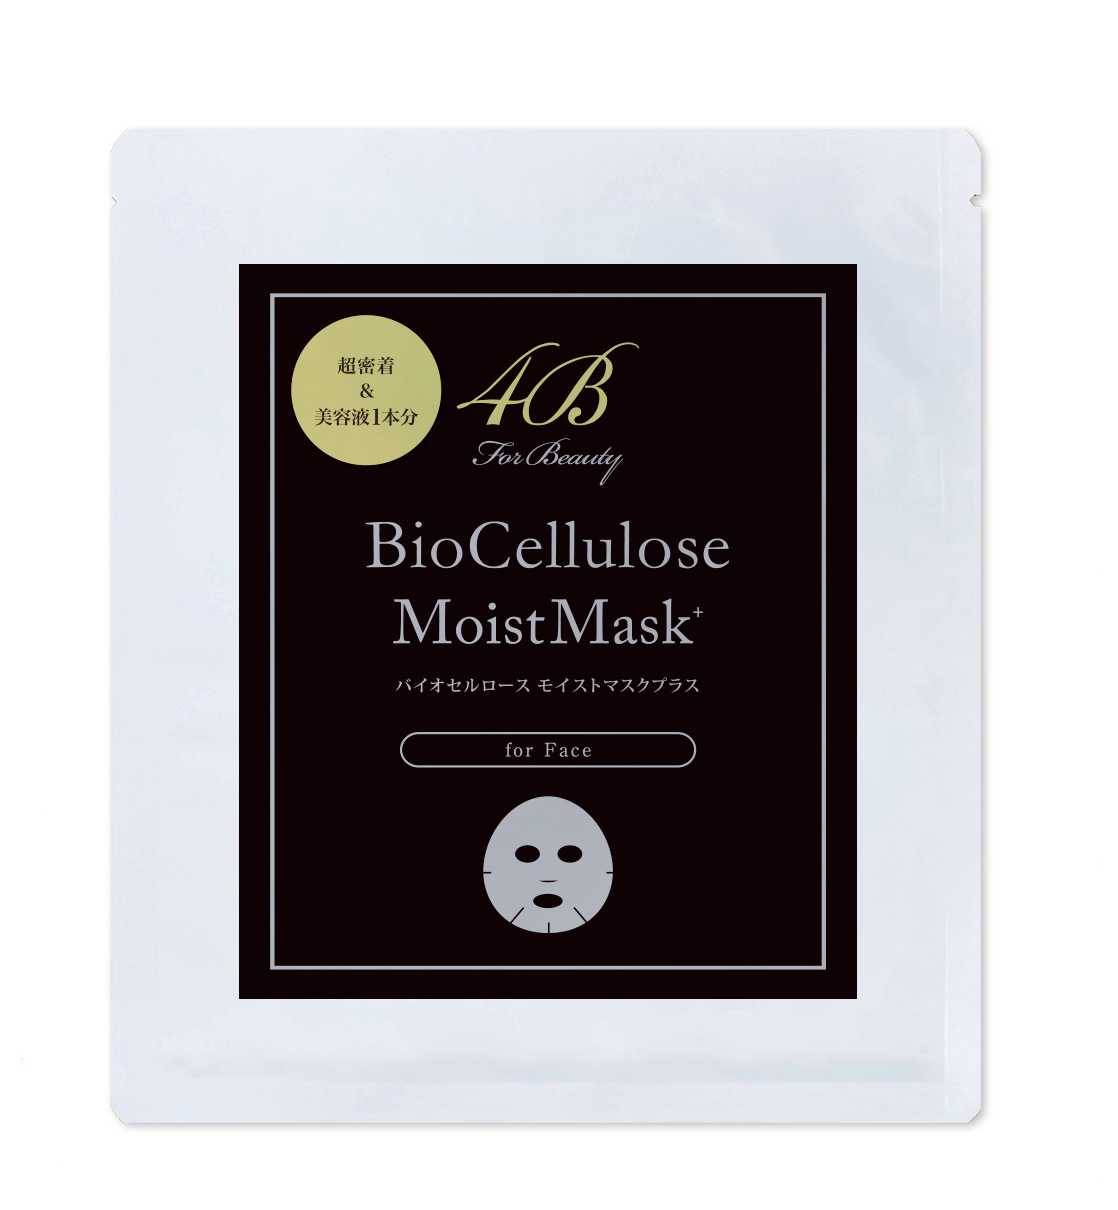 超密着
&
美容液1本分
4B
For Beauty
BioCellulose
MoistMask+
バイオセルロース モイストマスクプラス
for Face